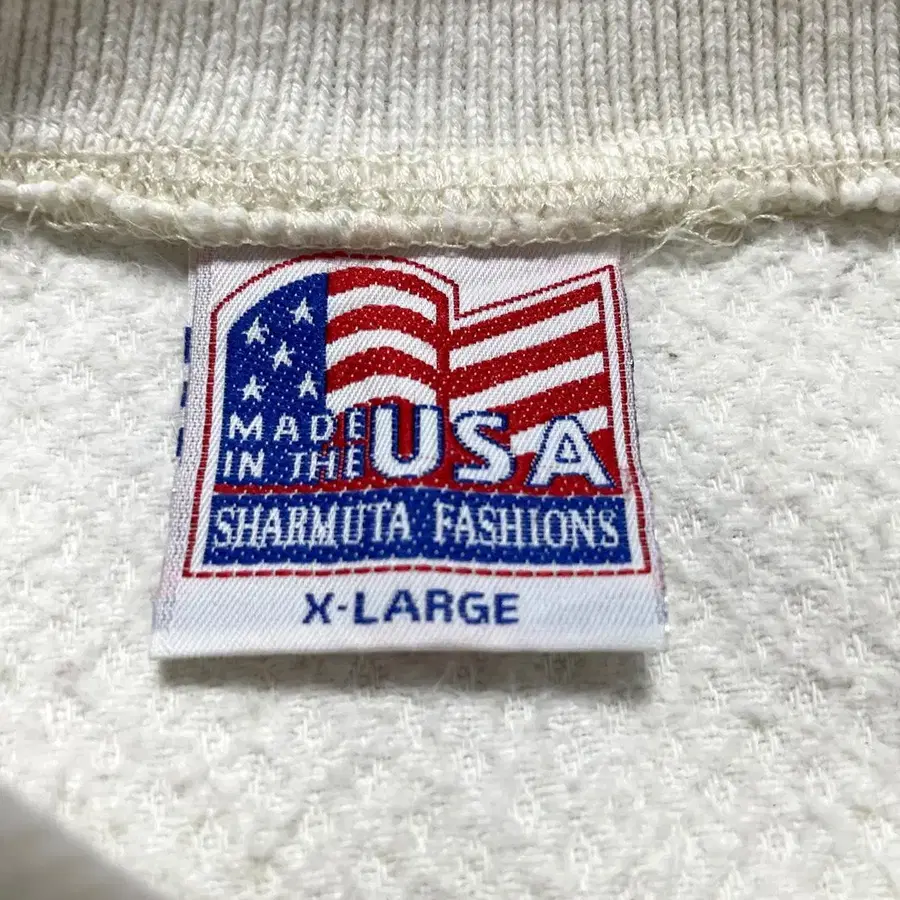 MADE
IN THE USA
SHARMUTA FASHIONS
X-LARGE